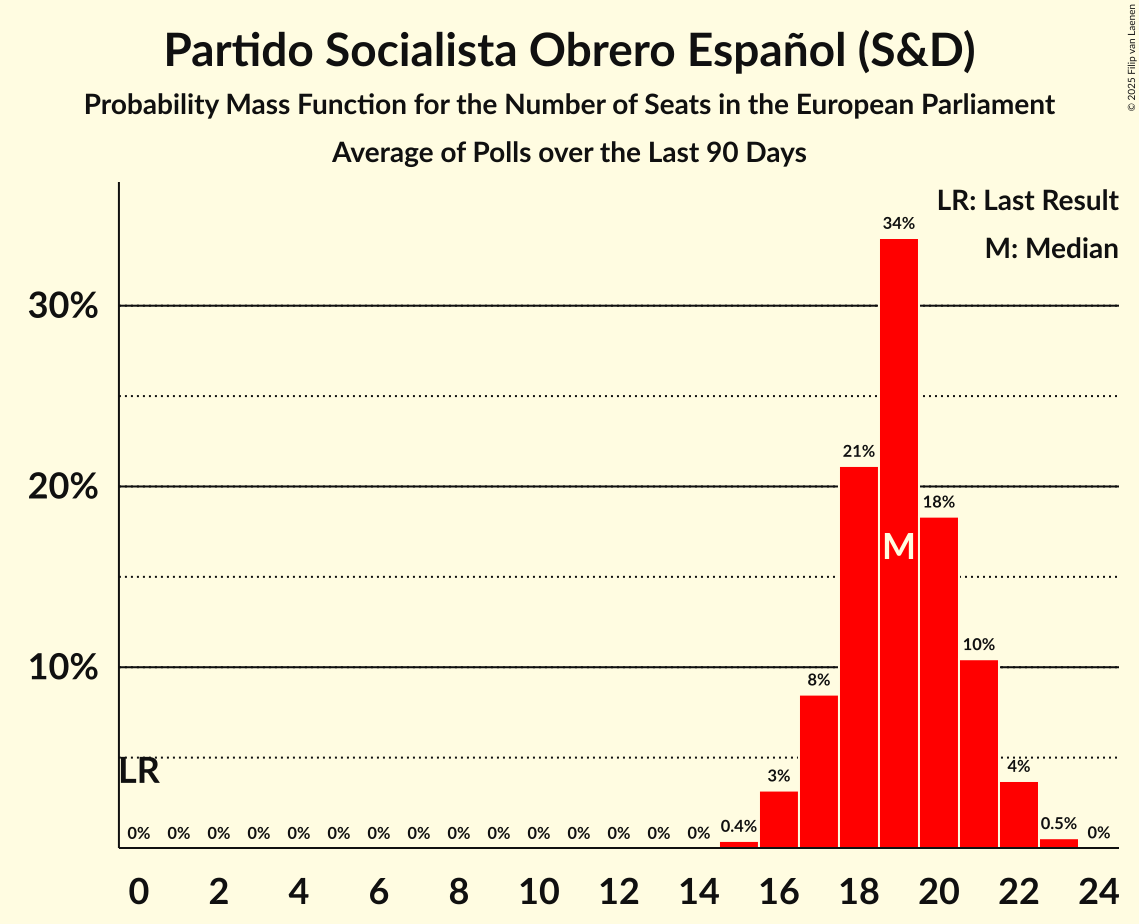 Partido Socialista Obrero Español (S&D)
Probability Mass Function for the Number of Seats in the European Parliament
Average of Polls over the Last 90 Days
© 2025 Filip van Laenen
LR: Last Result
M: Median
34%
30%
21%
20%
18%
M
10%
10%
8%
LR
3%
4%
0% 0% 0% 0% 0% 0% 0% 0% 0% 0% 0% 0% 0% 0% 0% 0.4% 0.5% 0%
0 2 4 6 8 10 12 14 16 18 20 22 24